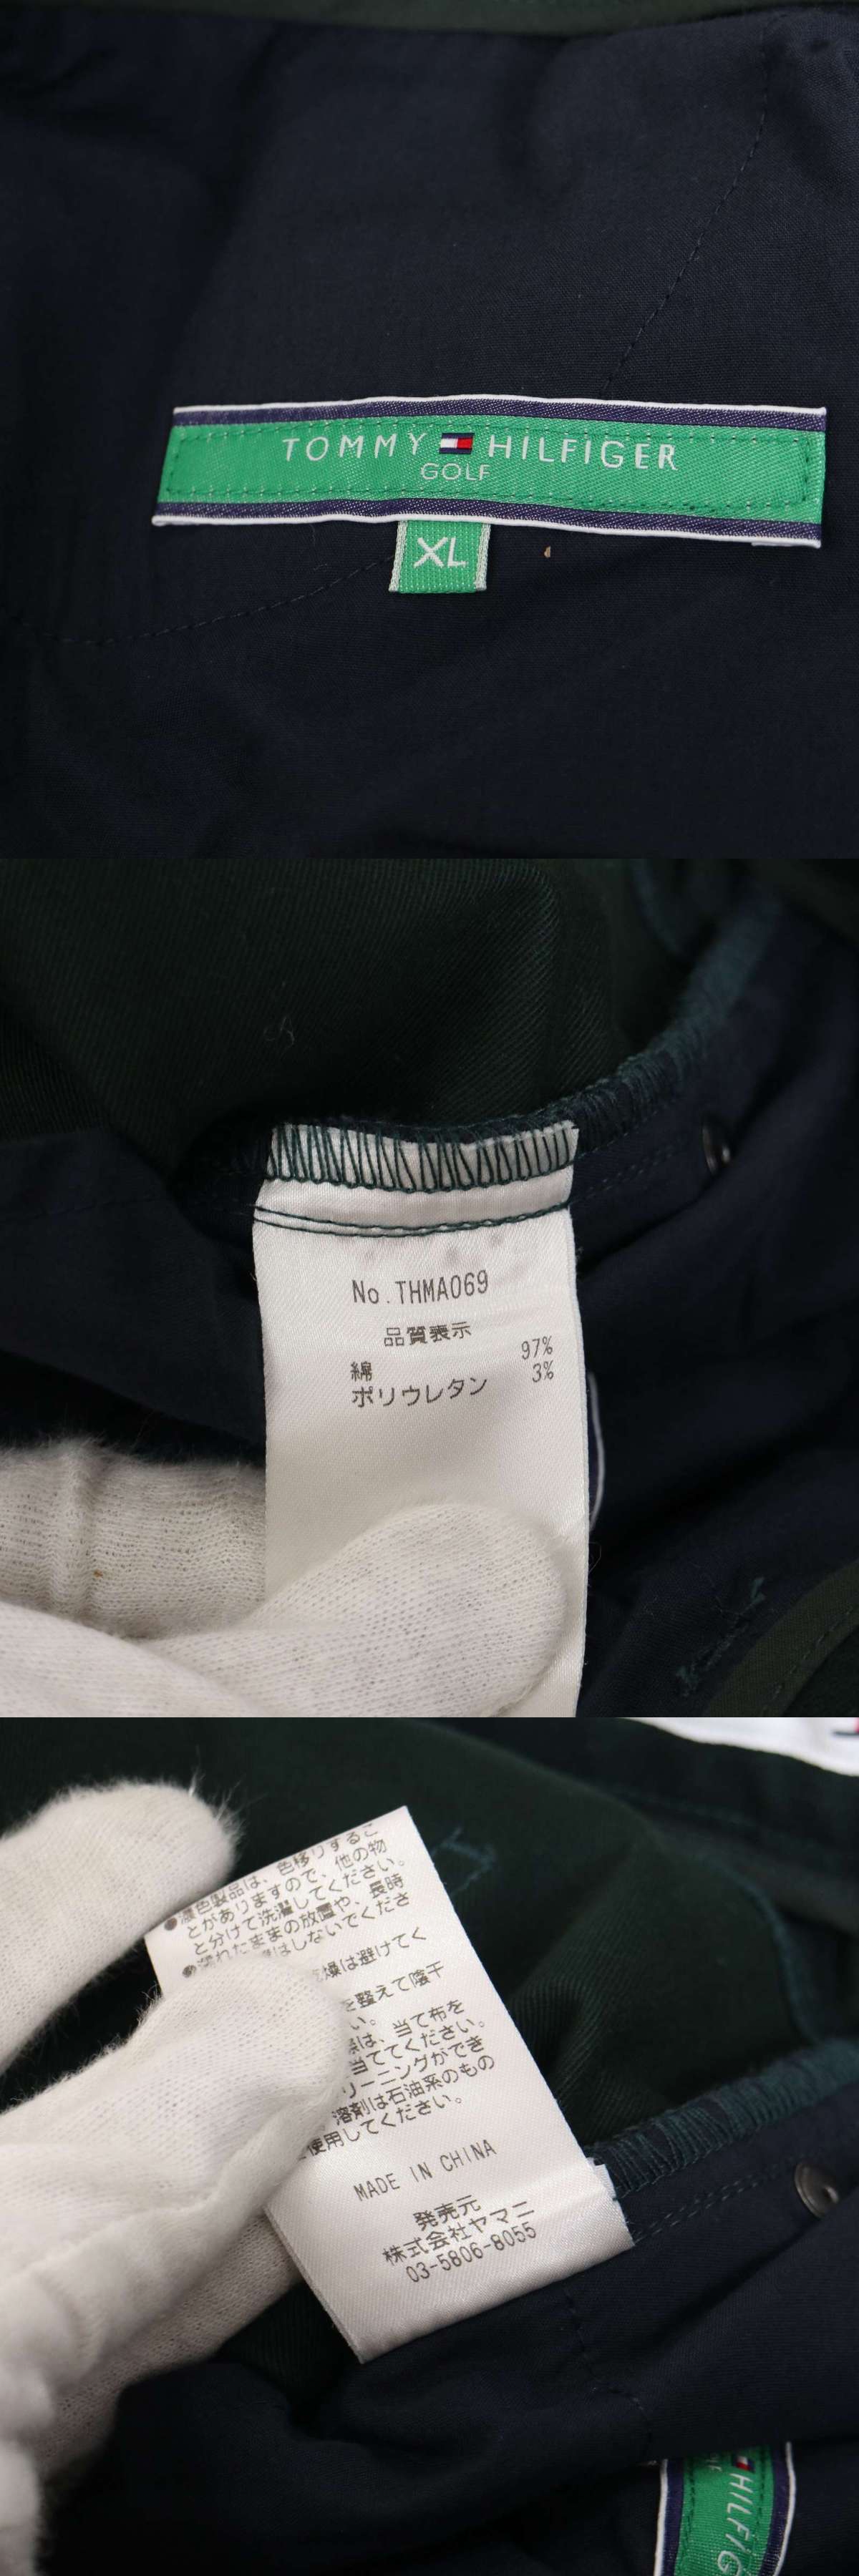 TOMMY HILFIGER
GOLF
XL
No.THMA069
品質表示
綿 97%
ポリウレタン 3%
●濃色製品は、色移りするこ
とがありますので、他の物
と分けて洗濯してください。
●濡れたままの放置や、長時
はしないでくださ
乾燥は避けてく
を整えて陰干
い。
は、当て布を
当ててください。
リーニングができ
溶剤は石油系のもの
使用してください。
MADE IN CHINA
発売元
株式会社ヤマニ
03-5806-8055
HILFIG